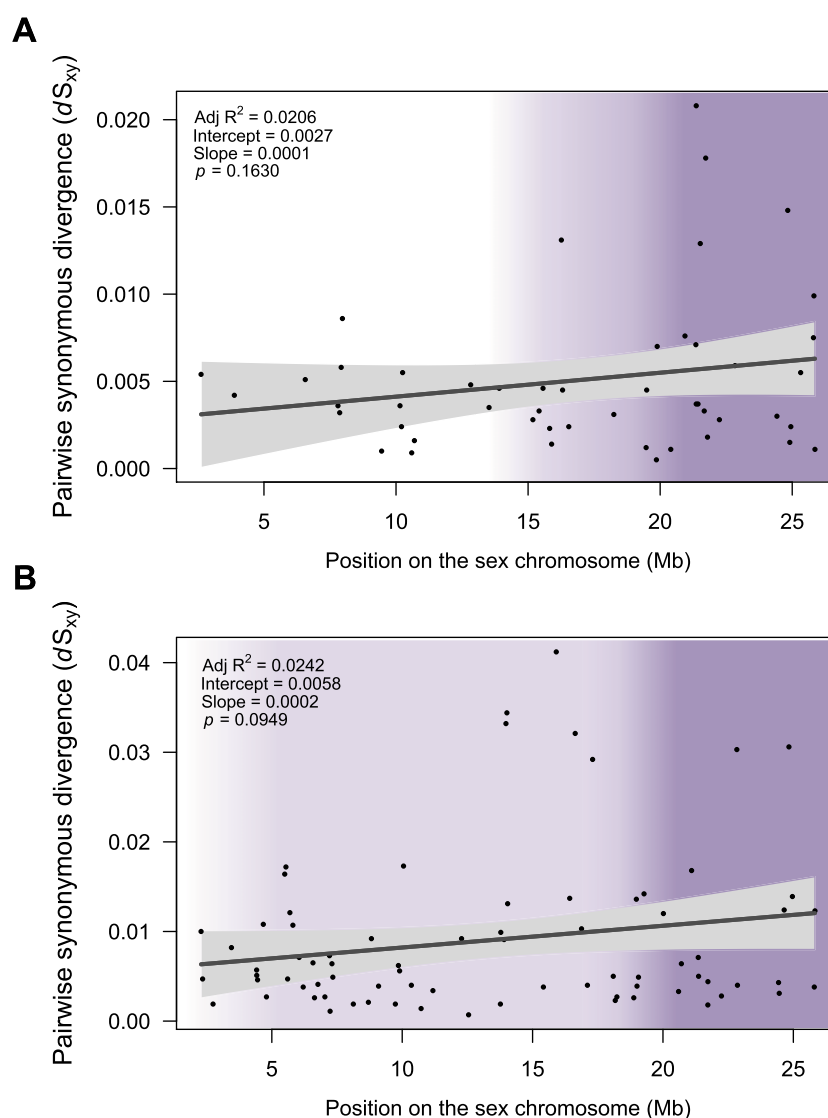 A
Pairwise synonymous divergence (dSxy)
Adj R² = 0.0206
Intercept = 0.0027
Slope = 0.0001
p = 0.1630
0.020
0.015
0.010
0.005
0.000
5 10 15 20 25
Position on the sex chromosome (Mb)
B
Pairwise synonymous divergence (dSxy)
Adj R² = 0.0242
Intercept = 0.0058
Slope = 0.0002
p = 0.0949
0.04
0.03
0.02
0.01
0.00
5 10 15 20 25
Position on the sex chromosome (Mb)